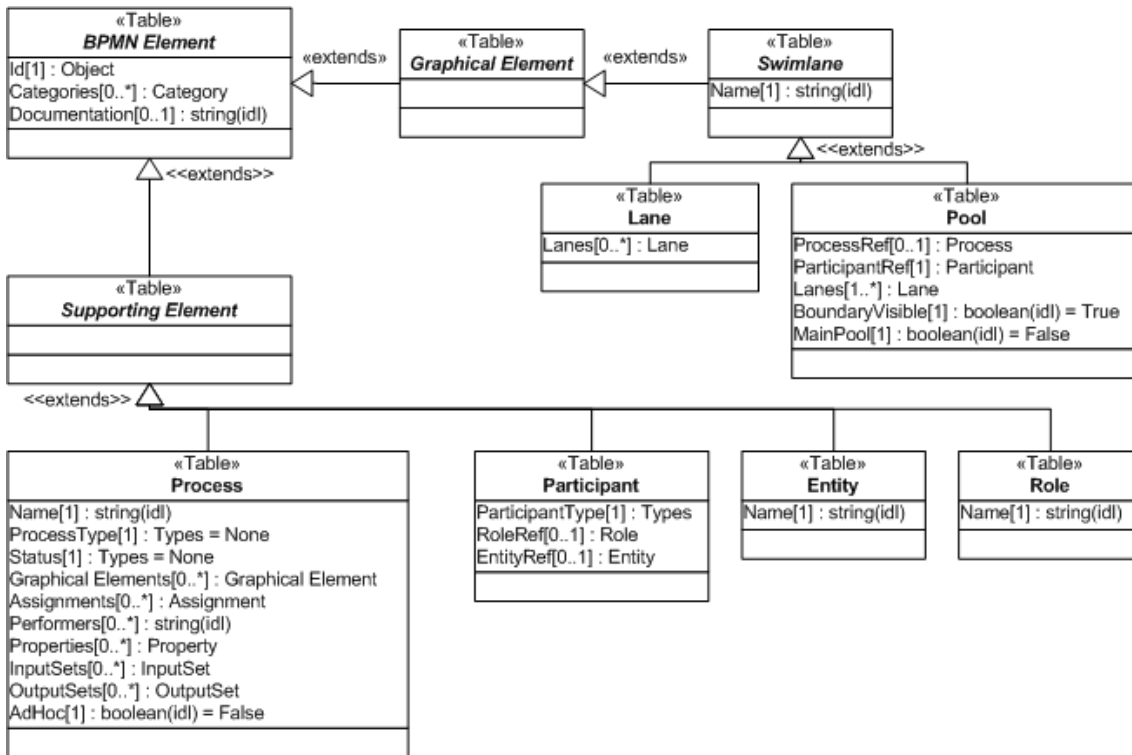 «Table»
BPMN Element
Id[1] : Object
Categories[0..*] : Category
Documentation[0..1] : string(idl)
«extends»
«Table»
Graphical Element
«extends»
«Table»
Swimlane
Name[1] : string(idl)
<<extends>>
<<extends>>
«Table»
Lane
Lanes[0..*] : Lane
«Table»
Pool
ProcessRef[0..1] : Process
ParticipantRef[1] : Participant
Lanes[1..*] : Lane
BoundaryVisible[1] : boolean(idl) = True
MainPool[1] : boolean(idl) = False
«Table»
Supporting Element
<<extends>>
«Table»
Process
Name[1] : string(idl)
ProcessType[1] : Types = None
Status[1] : Types = None
Graphical Elements[0..*] : Graphical Element
Assignments[0..*] : Assignment
Performers[0..*] : string(idl)
Properties[0..*] : Property
InputSets[0..*] : InputSet
OutputSets[0..*] : OutputSet
AdHoc[1] : boolean(idl) = False
«Table»
Participant
ParticipantType[1] : Types
RoleRef[0..1] : Role
EntityRef[0..1] : Entity
«Table»
Entity
Name[1] : string(idl)
«Table»
Role
Name[1] : string(idl)